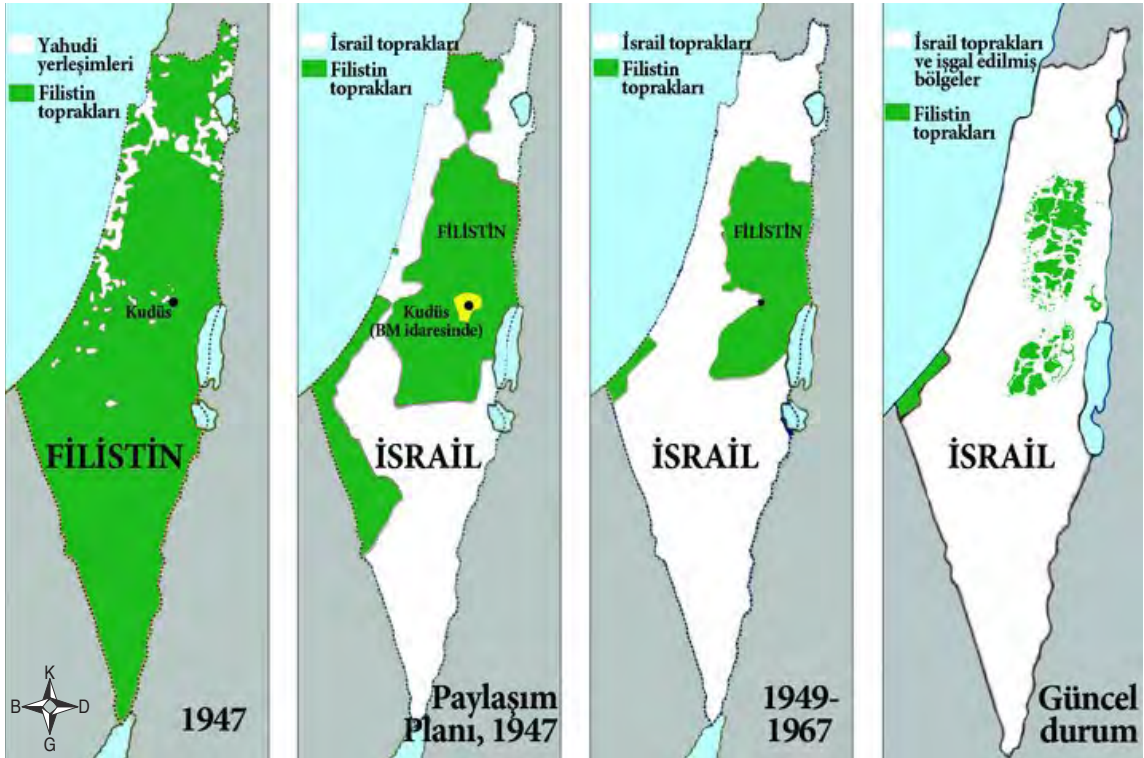 Yahudi
yerleşimleri
Filistin
toprakları
Kudüs
FİLİSTİN
K
B
D
G
1947
İsrail toprakları
Filistin
toprakları
FİLİSTİN
Kudüs
(BM idaresinde)
İSRAİL
Paylaşım
Planı, 1947
İsrail toprakları
Filistin
toprakları
FİLİSTİN
İSRAİL
1949-
1967
İsrail toprakları
ve işgal edilmiş
bölgeler
Filistin
toprakları
İSRAİL
Güncel
durum